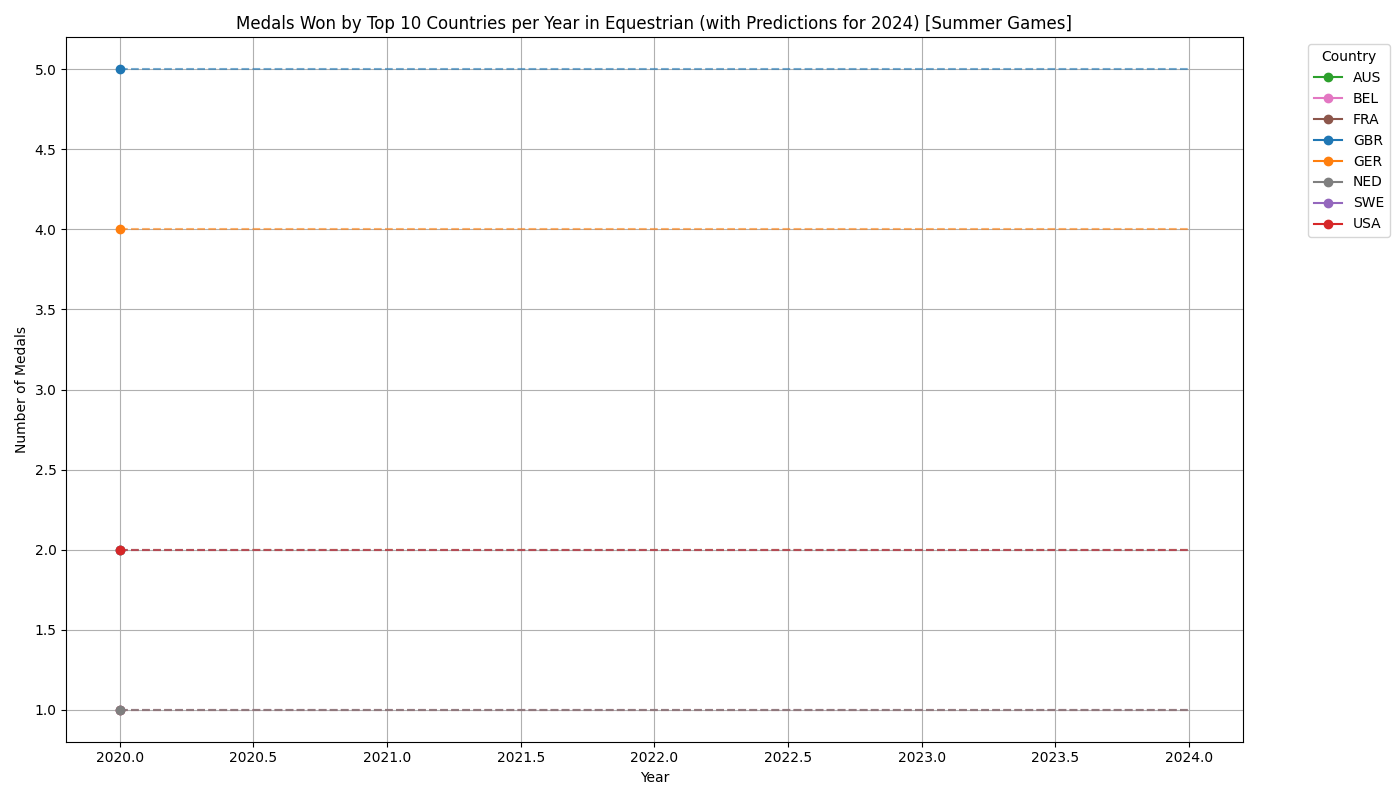 Medals Won by Top 10 Countries per Year in Equestrian (with Predictions for 2024) [Summer Games]
Number of Medals
5.0
4.5
4.0
3.5
3.0
2.5
2.0
1.5
1.0
2020.0 2020.5 2021.0 2021.5 2022.0 2022.5 2023.0 2023.5 2024.0
Year
Country
AUS
BEL
FRA
GBR
GER
NED
SWE
USA